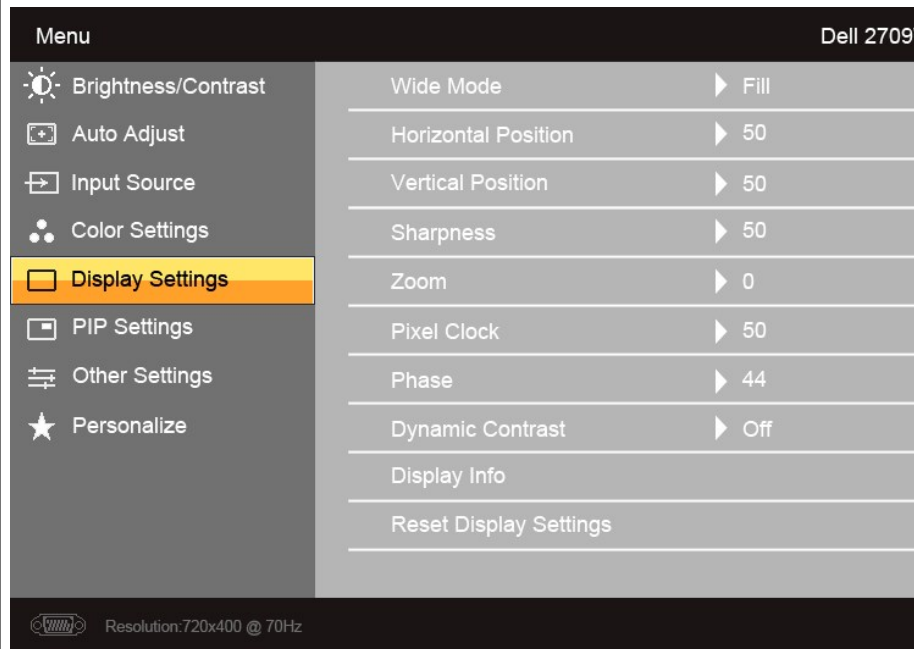 Menu
Dell 2709
Brightness/Contrast
Auto Adjust
Input Source
Color Settings
Display Settings
PIP Settings
Other Settings
Personalize
Wide Mode Fill
Horizontal Position 50
Vertical Position 50
Sharpness 50
Zoom 0
Pixel Clock 50
Phase 44
Dynamic Contrast Off
Display Info
Reset Display Settings
Resolution:720x400 @ 70Hz